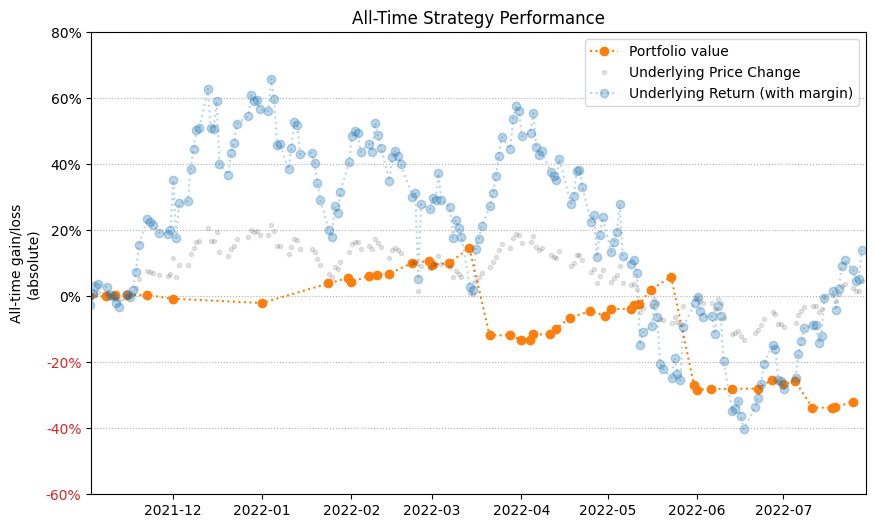 All-Time Strategy Performance
80%
60%
40%
20%
0%
-20%
-40%
-60%
All-time gain/loss
(absolute)
Portfolio value
Underlying Price Change
Underlying Return (with margin)
2021-12
2022-01
2022-02
2022-03
2022-04
2022-05
2022-06
2022-07